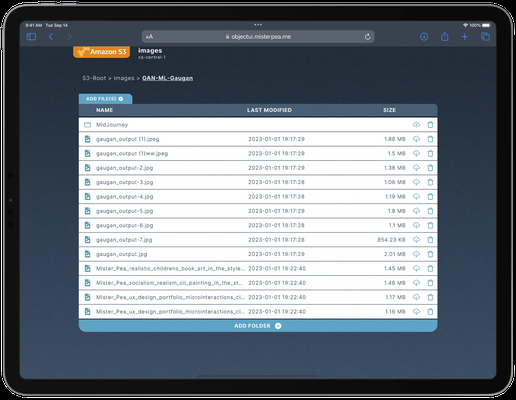 9:41 AM Tue Sep 14
100%
AA objectui.misterpea.me
Amazon S3 images
ca-central-1
S3-Root > images > GAN-ML-Gaugan
ADD FILE(S)
NAME LAST MODIFIED SIZE
MidJourney
gaugan_output (1).jpeg 2023-01-01 19:17:29 1.86 MB
gaugan_output (1)ww.jpeg 2023-01-01 19:17:29 1.5 MB
gaugan_output-2.jpg 2023-01-01 19:17:29 1.38 MB
gaugan_output-3.jpg 2023-01-01 19:17:28 1.06 MB
gaugan_output-4.jpg 2023-01-01 19:17:28 1.19 MB
gaugan_output-5.jpg 2023-01-01 19:17:29 1.8 MB
gaugan_output-6.jpg 2023-01-01 19:17:28 1.1 MB
gaugan_output-7.jpg 2023-01-01 19:17:28 854.23 KB
gaugan_output.jpg 2023-01-01 19:17:29 2.01 MB
Mister_Pea_realistic_childrens_book_art_in_the_style... 2023-01-01 19:22:40 1.45 MB
Mister_Pea_socialism_realism_oil_painting_in_the_st... 2023-01-01 19:22:40 1.46 MB
Mister_Pea_ux_design_portfolio_microinteractions_cl... 2023-01-01 19:22:40 1.17 MB
Mister_Pea_ux_design_portfolio_microinteractions_cl... 2023-01-01 19:22:40 1.16 MB
ADD FOLDER